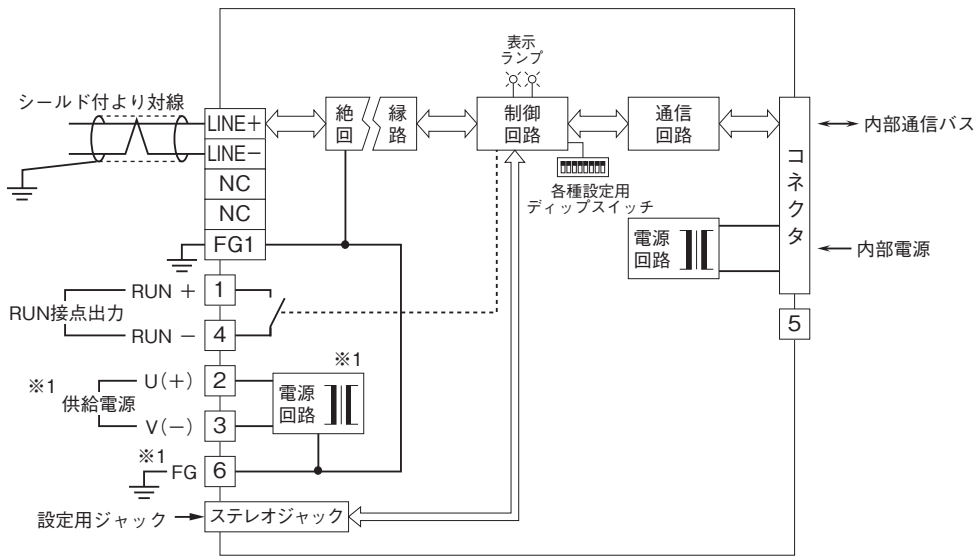 表示
ランプ
シールド付より対線
LINE+
LINE−
NC
NC
FG1
絶 縁
回 路
制御
回路
通信
回路
コネクタ
内部通信バス
各種設定用
ディップスイッチ
電源
回路
内部電源
5
RUN接点出力
RUN +
1
RUN −
4
※1
供給電源
U(+)
2
V(−)
3
※1
電源
回路
※1
FG
6
設定用ジャック
ステレオジャック